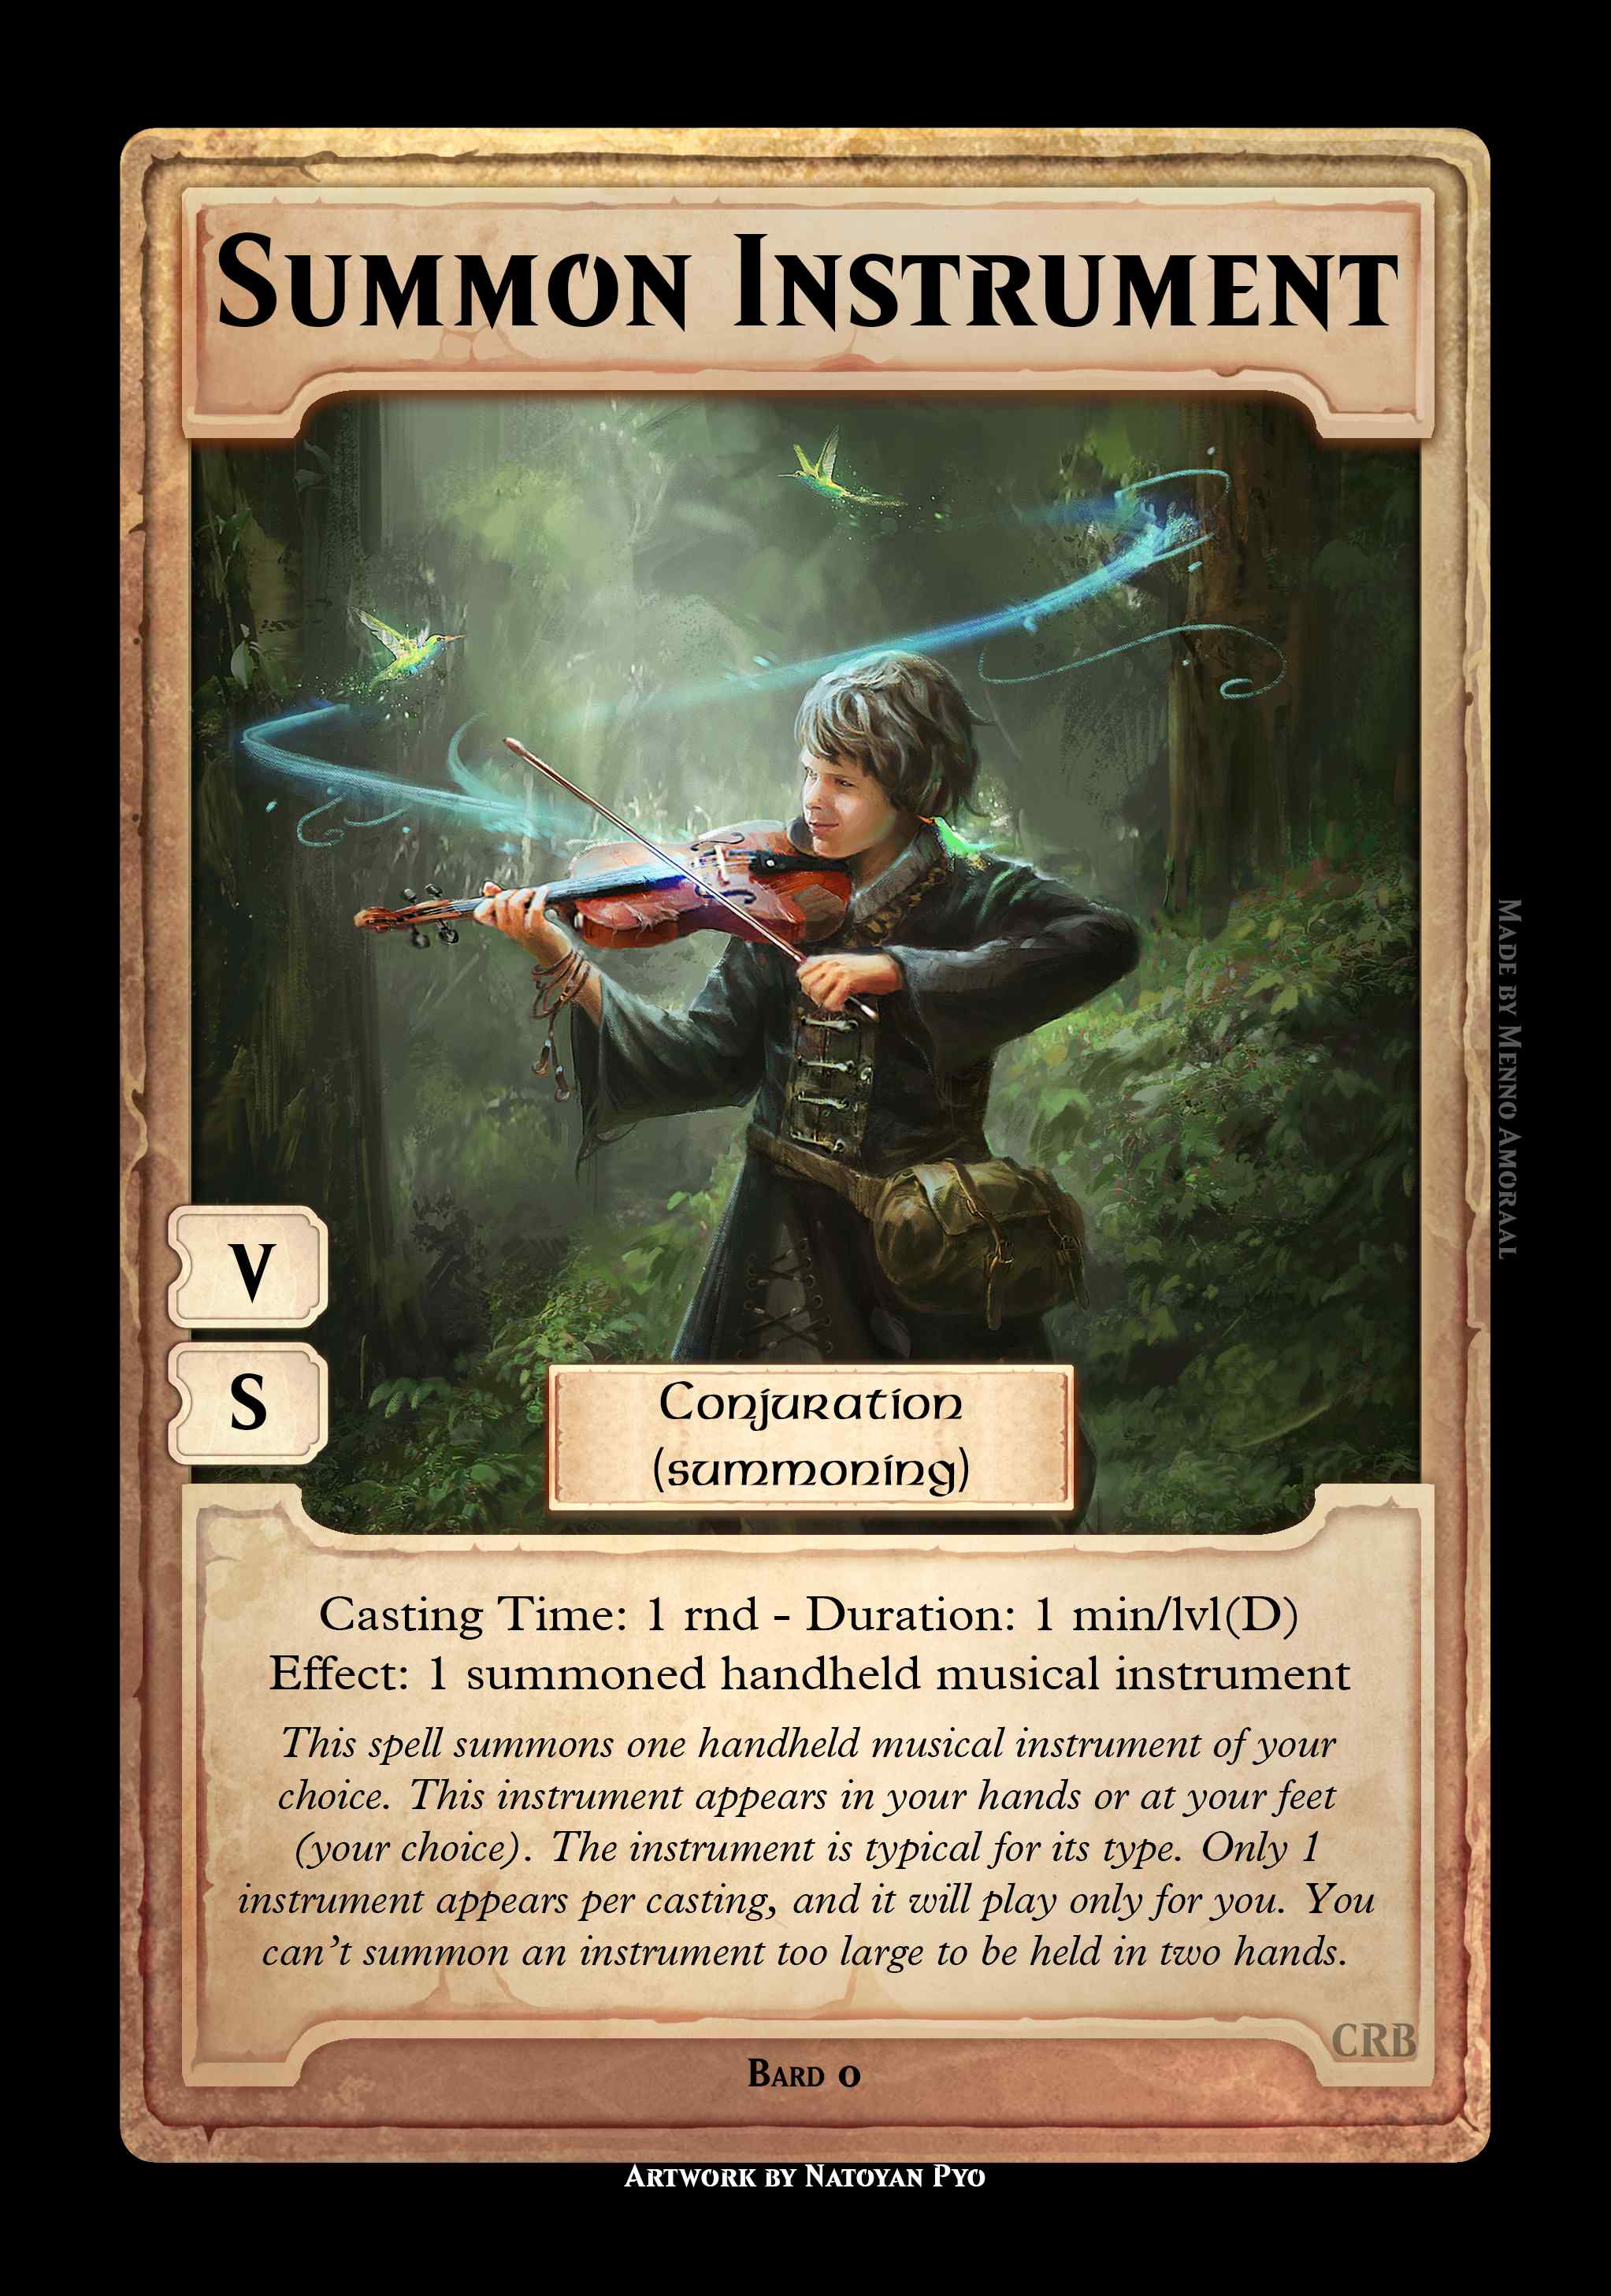 Summon Instrument
V
S
Conjuration
(summoning)
Casting Time: 1 rnd - Duration: 1 min/lvl(D)
Effect: 1 summoned handheld musical instrument
This spell summons one handheld musical instrument of your
choice. This instrument appears in your hands or at your feet
(your choice). The instrument is typical for its type. Only 1
instrument appears per casting, and it will play only for you. You
can’t summon an instrument too large to be held in two hands.
CRB
Bard 0
Artwork by Natoyan Pyo
Made by Menno Amoraal